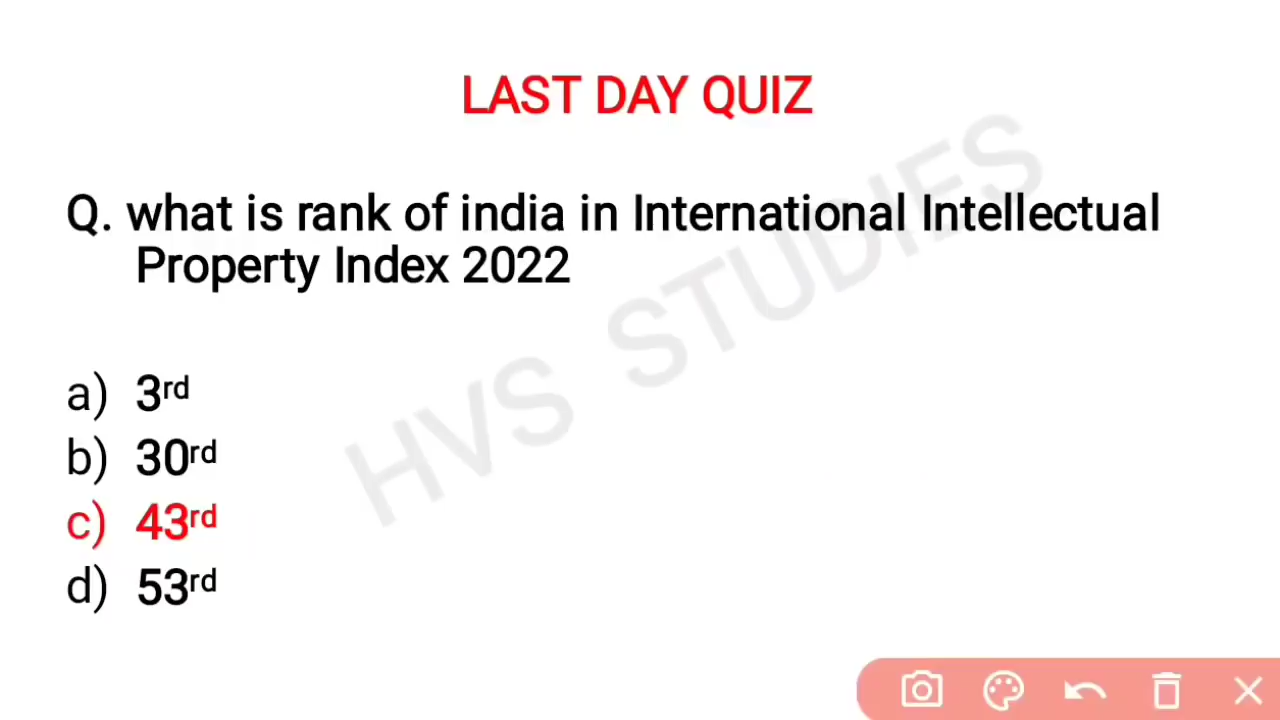 LAST DAY QUIZ
Q. what is rank of india in International Intellectual
Property Index 2022
a) 3rd
b) 30rd
c) 43rd
d) 53rd
HVS STUDIES